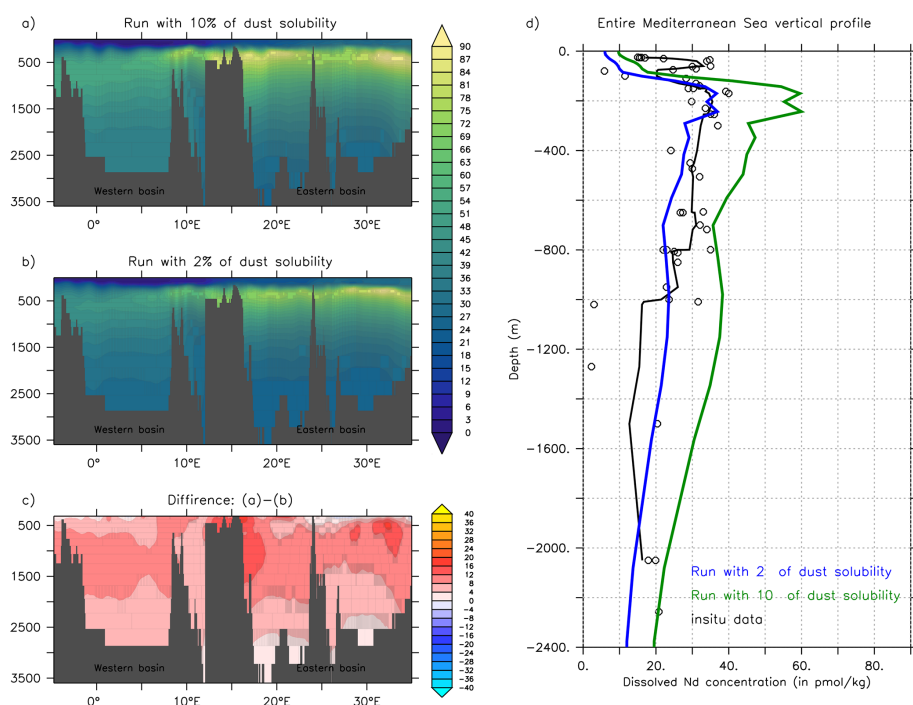 a)
Run with 10% of dust solubility
500
1500
2500
3500
Western basin
Eastern basin
0°
10°E
20°E
30°E
b)
Run with 2% of dust solubility
500
1500
2500
3500
Western basin
Eastern basin
0°
10°E
20°E
30°E
90
87
84
81
78
75
72
69
66
63
60
57
54
51
48
45
42
39
36
33
30
27
24
21
18
15
12
9
6
3
0
c)
Diffirence: (a)−(b)
500
1500
2500
3500
Western basin
Eastern basin
0°
10°E
20°E
30°E
40
36
32
28
24
20
16
12
8
4
0
−4
−8
−12
−16
−20
−24
−28
−32
−36
−40
d)
Entire Mediterranean Sea vertical profile
0.
−400.
−800.
−1200.
−1600.
−2000.
−2400.
Depth (m)
Run with 2 of dust solubility
Run with 10 of dust solubility
insitu data
0.
20.
40.
60.
80.
Dissolved Nd concentration (in pmol/kg)